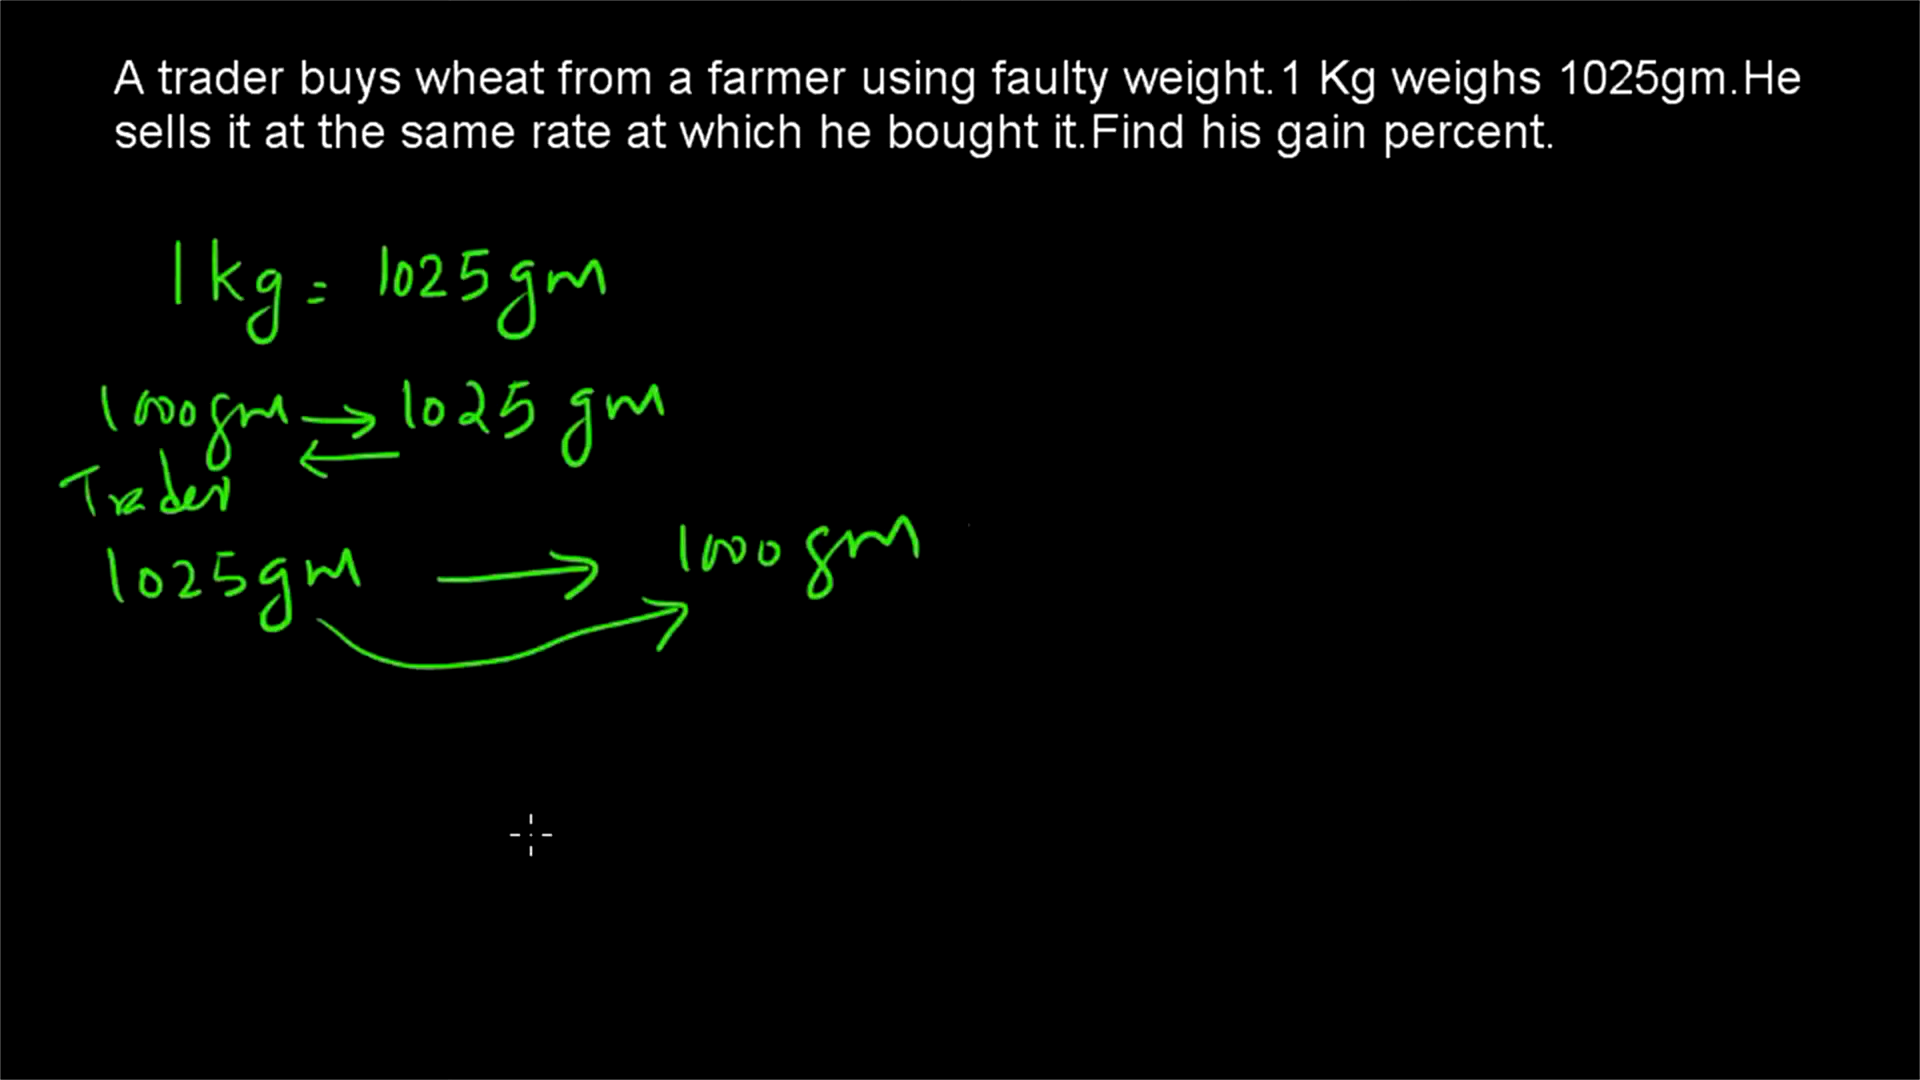 A trader buys wheat from a farmer using faulty weight.1 Kg weighs 1025gm.He
sells it at the same rate at which he bought it.Find his gain percent.
1kg = 1025gm
1000gm → 1025 gm
←
Trader
1025gm → 1000gm